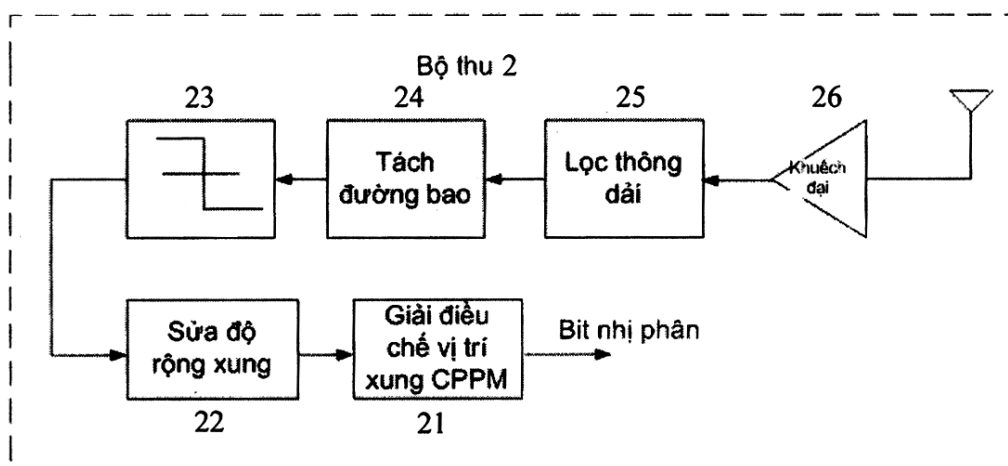 Bộ thu 2
23
24
25
26
Tách
đường bao
Lọc thông
dải
Khuếch
đại
Sửa độ
rộng xung
Giải điều
chế vị trí
xung CPPM
Bit nhị phân
22
21